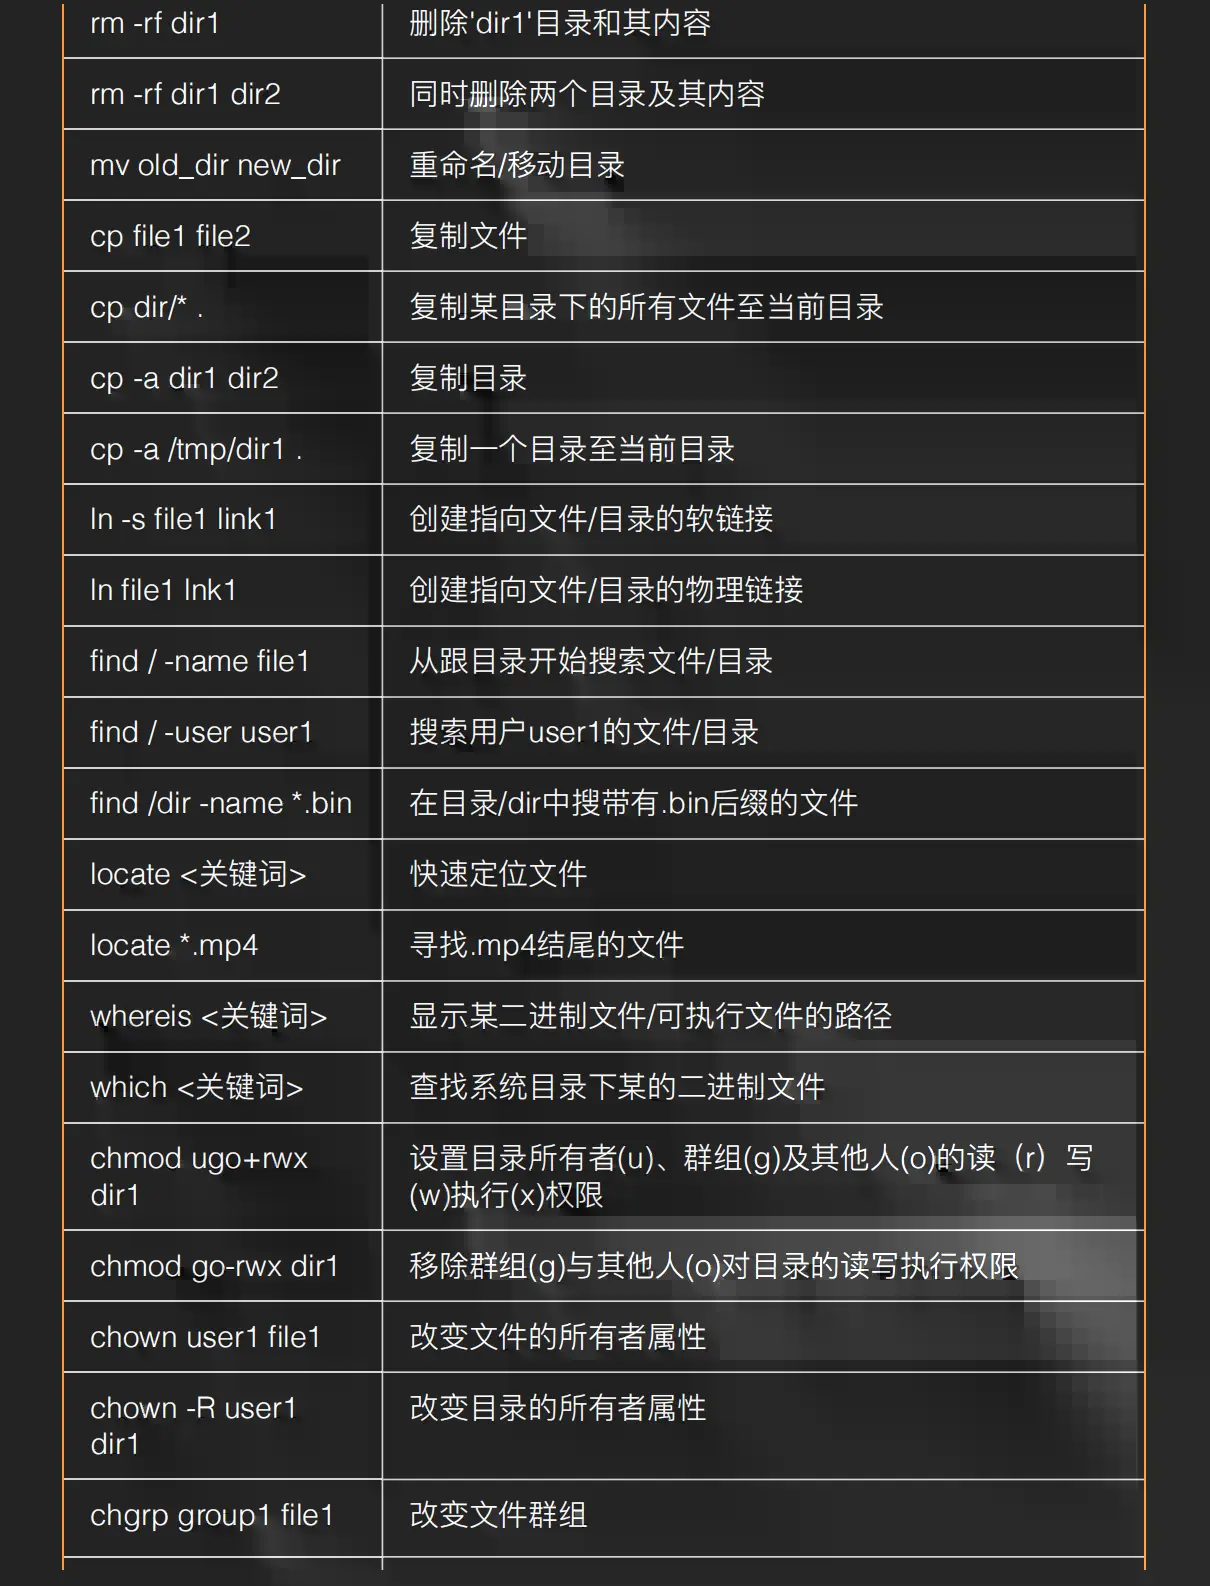 rm -rf dir1 删除'dir1'目录和其内容
rm -rf dir1 dir2 同时删除两个目录及其内容
mv old_dir new_dir 重命名/移动目录
cp file1 file2 复制文件
cp dir/* . 复制某目录下的所有文件至当前目录
cp -a dir1 dir2 复制目录
cp -a /tmp/dir1 . 复制一个目录至当前目录
ln -s file1 link1 创建指向文件/目录的软链接
ln file1 lnk1 创建指向文件/目录的物理链接
find / -name file1 从跟目录开始搜索文件/目录
find / -user user1 搜索用户user1的文件/目录
find /dir -name *.bin 在目录/dir中搜带有.bin后缀的文件
locate <关键词> 快速定位文件
locate *.mp4 寻找.mp4结尾的文件
whereis <关键词> 显示某二进制文件/可执行文件的路径
which <关键词> 查找系统目录下某的二进制文件
chmod ugo+rwx 设置目录所有者(u)、群组(g)及其他人(o)的读（r）写
dir1 (w)执行(x)权限
chmod go-rwx dir1 移除群组(g)与其他人(o)对目录的读写执行权限
chown user1 file1 改变文件的所有者属性
chown -R user1 改变目录的所有者属性
dir1
chgrp group1 file1 改变文件群组